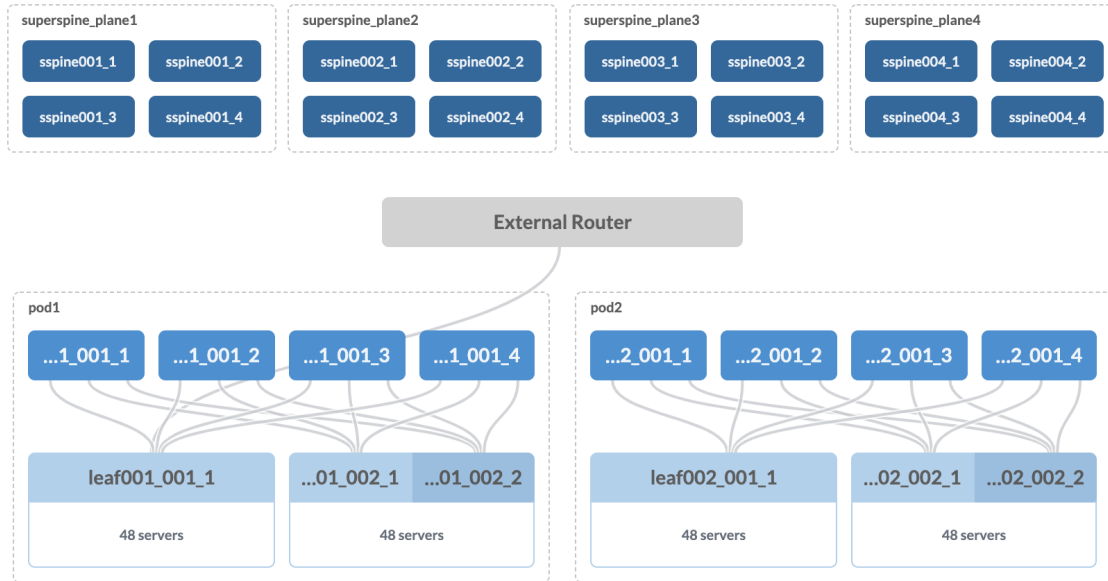 superspine_plane1
sspine001_1
sspine001_2
sspine001_3
sspine001_4
superspine_plane2
sspine002_1
sspine002_2
sspine002_3
sspine002_4
superspine_plane3
sspine003_1
sspine003_2
sspine003_3
sspine003_4
superspine_plane4
sspine004_1
sspine004_2
sspine004_3
sspine004_4
External Router
pod1
...1_001_1
...1_001_2
...1_001_3
...1_001_4
leaf001_001_1
48 servers
...01_002_1
...01_002_2
48 servers
pod2
...2_001_1
...2_001_2
...2_001_3
...2_001_4
leaf002_001_1
48 servers
...02_002_1
...02_002_2
48 servers